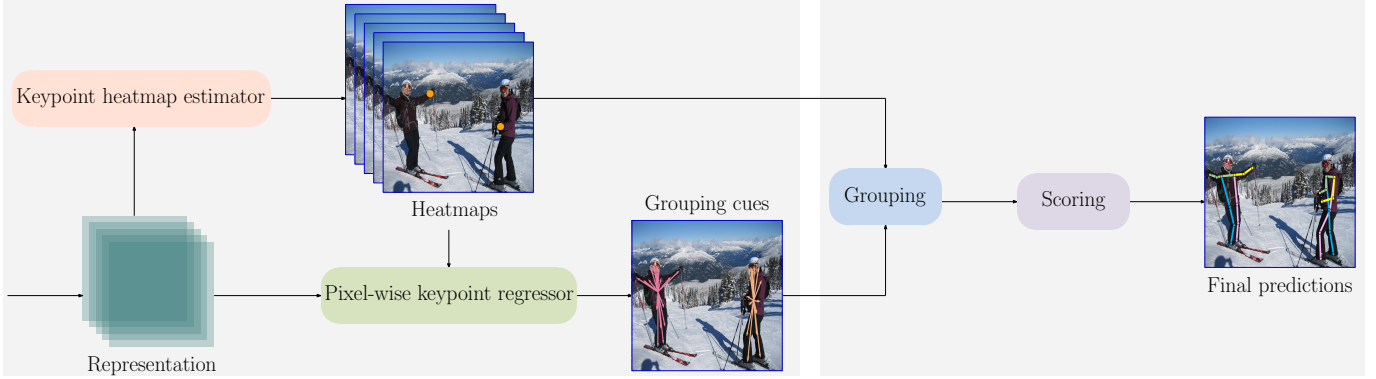 Keypoint heatmap estimator
Heatmaps
Grouping cues
Pixel-wise keypoint regressor
Representation
Grouping
Scoring
Final predictions